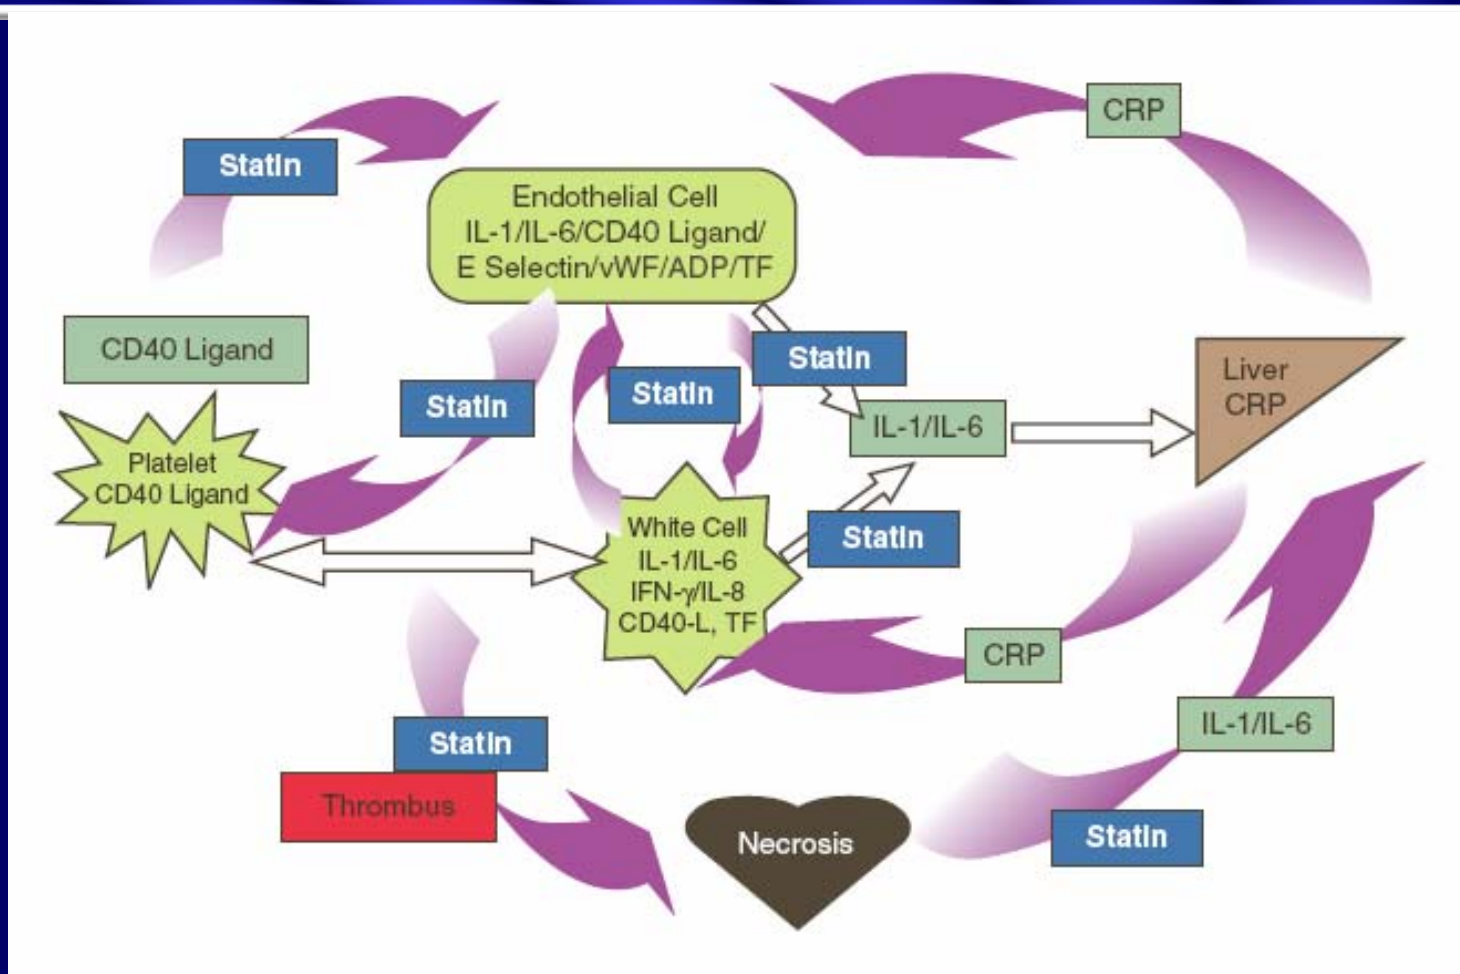 CRP
Statin
Endothelial Cell
IL-1/IL-6/CD40 Ligand/
E Selectin/vWF/ADP/TF
CD40 Ligand
Statin
Statin
Statin
Liver
CRP
IL-1/IL-6
Platelet
CD40 Ligand
White Cell
IL-1/IL-6
IFN-γ/IL-8
CD40-L, TF
Statin
CRP
IL-1/IL-6
Statin
Thrombus
Necrosis
Statin